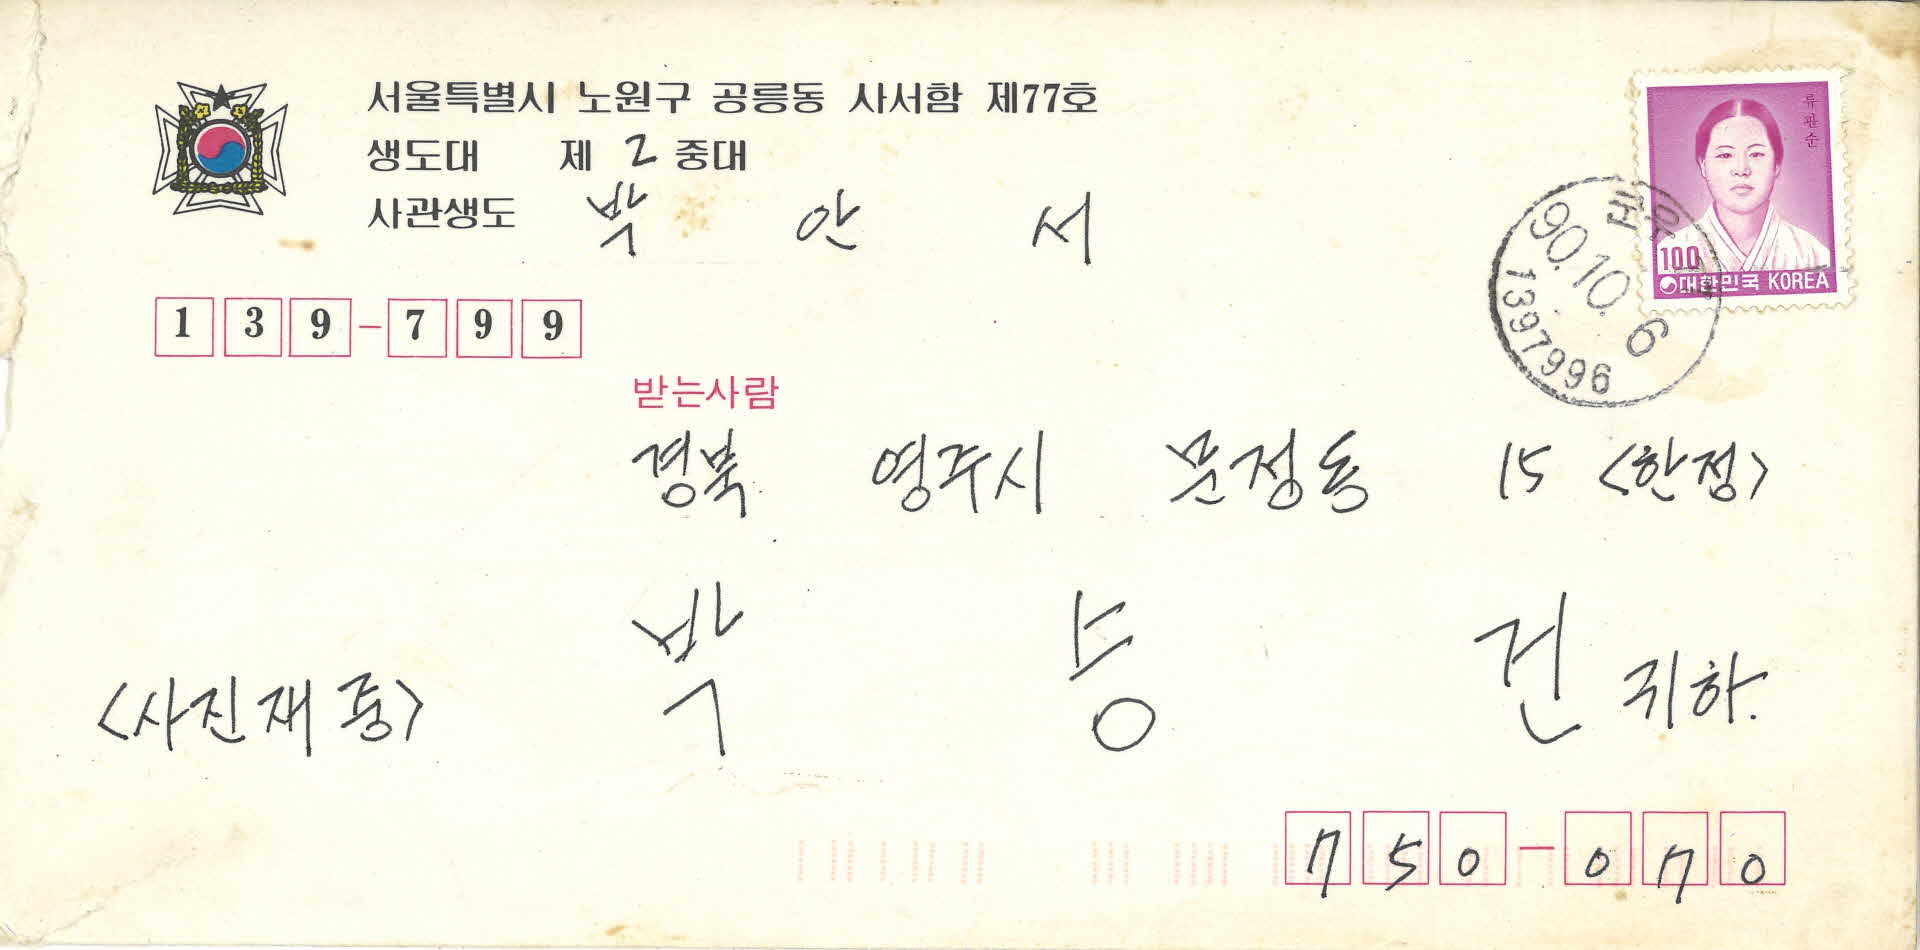 서울특별시 노원구 공릉동 사서함 제77호
생도대 제 2 중대
사관생도 박 안 서
139-799
류관순
100
대한민국 KOREA
90.10.6
1397996
받는사람
경북 영주시 문정동 15 <한정>
박 승 건 귀하.
<사진재중>
750-070